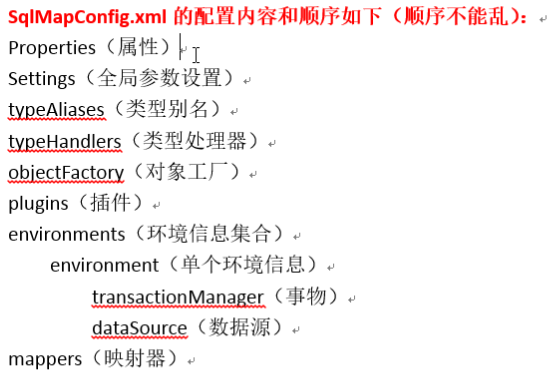 SqlMapConfig.xml 的配置内容和顺序如下（顺序不能乱）：
Properties（属性）
Settings（全局参数设置）
typeAliases（类型别名）
typeHandlers（类型处理器）
objectFactory（对象工厂）
plugins（插件）
environments（环境信息集合）
environment（单个环境信息）
transactionManager（事物）
dataSource（数据源）
mappers（映射器）